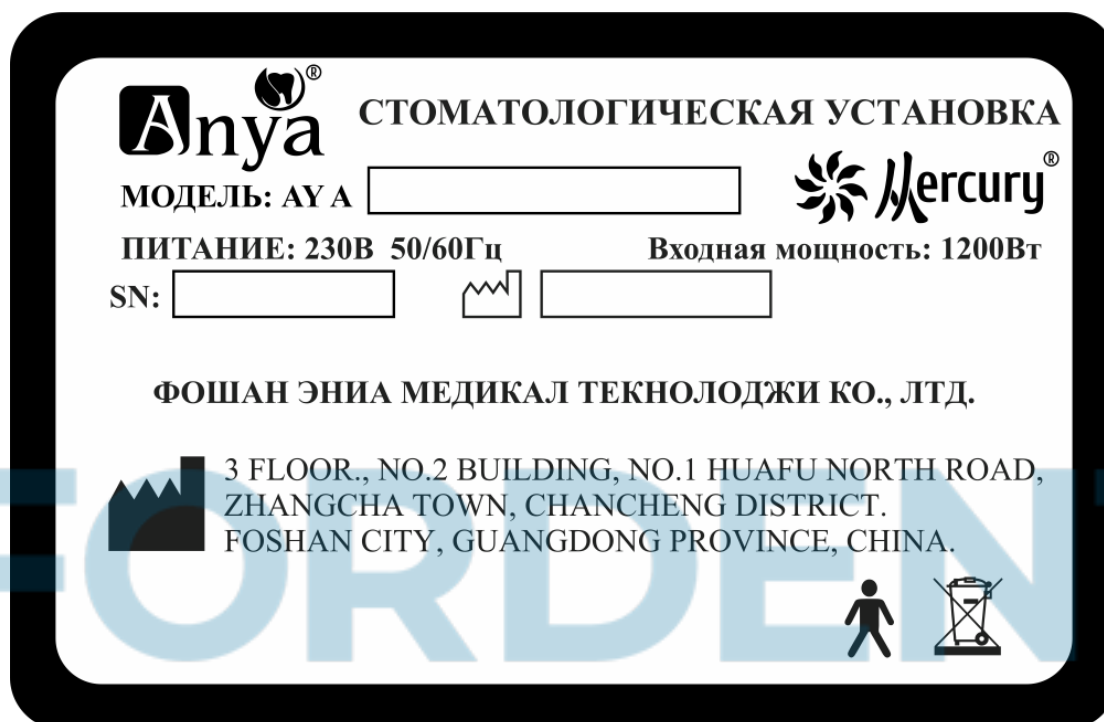 Anya®
СТОМАТОЛОГИЧЕСКАЯ УСТАНОВКА
МОДЕЛЬ: AY A
Mercury®
ПИТАНИЕ: 230В 50/60Гц
Входная мощность: 1200Вт
SN:
ФОШАН ЭНИА МЕДИКАЛ ТЕКНОЛОДЖИ КО., ЛТД.
3 FLOOR., NO.2 BUILDING, NO.1 HUAFU NORTH ROAD,
ZHANGCHA TOWN, CHANCHENG DISTRICT.
FOSHAN CITY, GUANGDONG PROVINCE, CHINA.
FORDENT